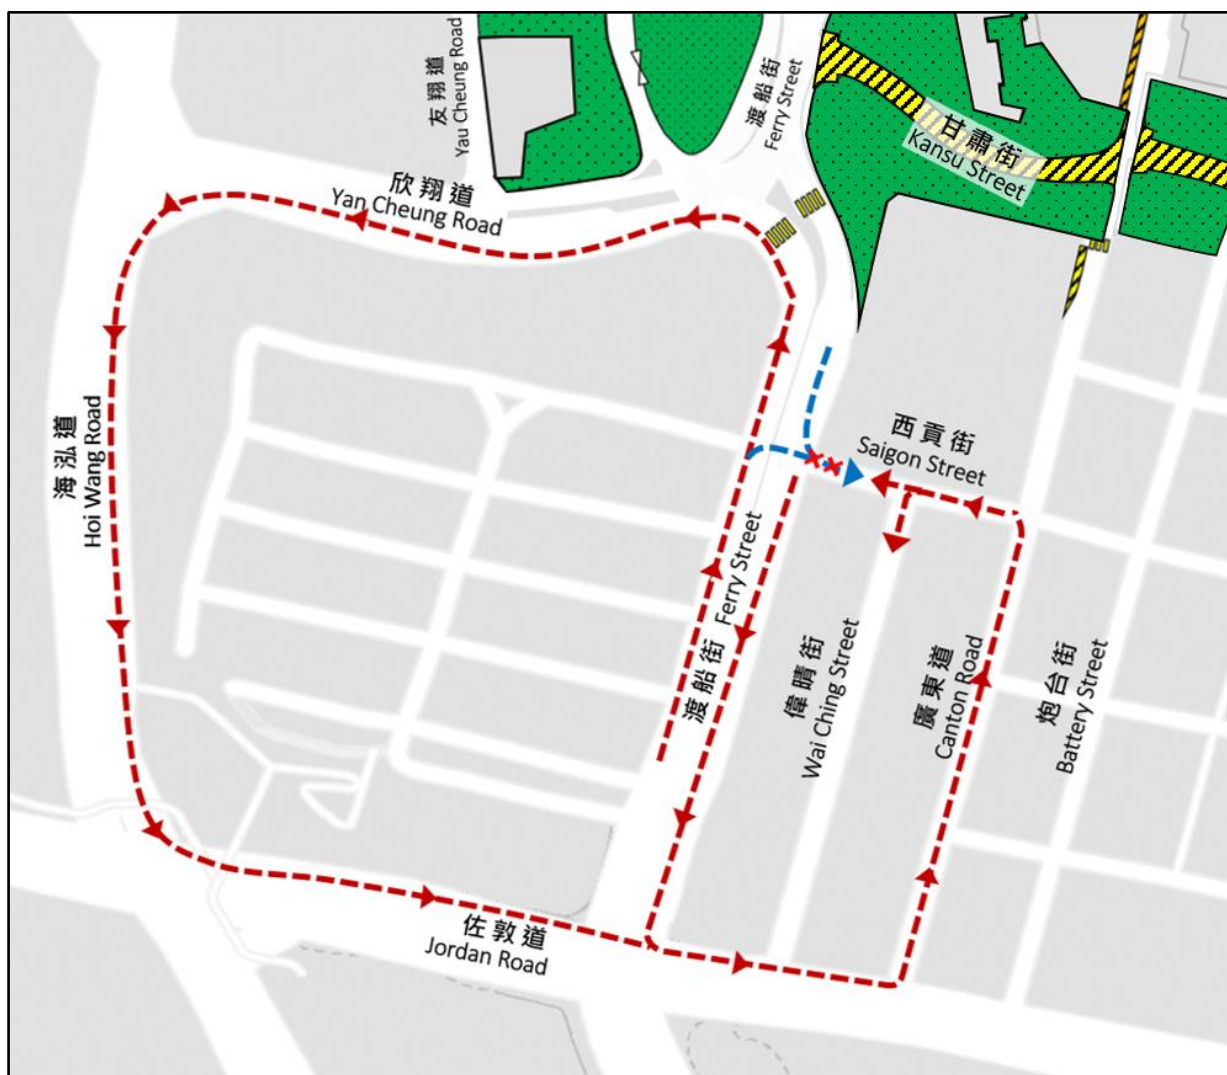 友翔道
Yau Cheung Road
渡船街
Ferry Street
甘肅街
Kansu Street
欣翔道
Yan Cheung Road
西貢街
Saigon Street
海泓道
Hoi Wang Road
渡船街 Ferry Street
偉晴街
Wai Ching Street
廣東道
Canton Road
炮台街
Battery Street
佐敦道
Jordan Road